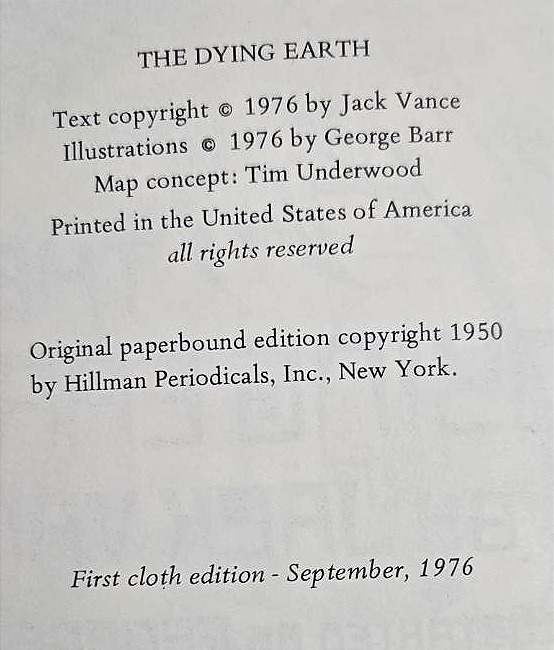 THE DYING EARTH
Text copyright © 1976 by Jack Vance
Illustrations © 1976 by George Barr
Map concept: Tim Underwood
Printed in the United States of America
all rights reserved
Original paperbound edition copyright 1950
by Hillman Periodicals, Inc., New York.
First cloth edition - September, 1976